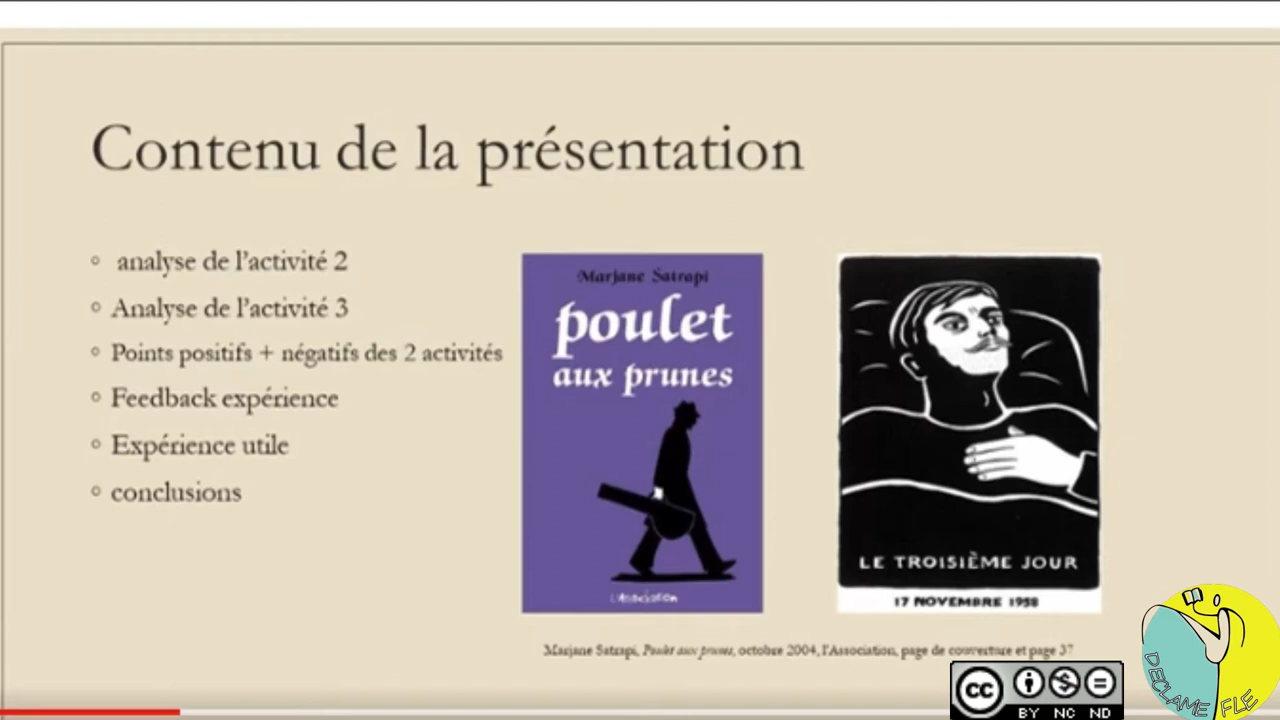 Contenu de la présentation
analyse de l'activité 2
Analyse de l'activité 3
Points positifs + négatifs des 2 activités
Feedback expérience
Expérience utile
conclusions
Marjane Satrapi
poulet
aux prunes
L'Association
LE TROISIÈME JOUR
17 NOVEMBRE 1958
Marjane Satrapi, Poulet aux prunes, octobre 2004, l'Association, page de couverture et page 37
cc
BY NC ND
DECLAME FLE